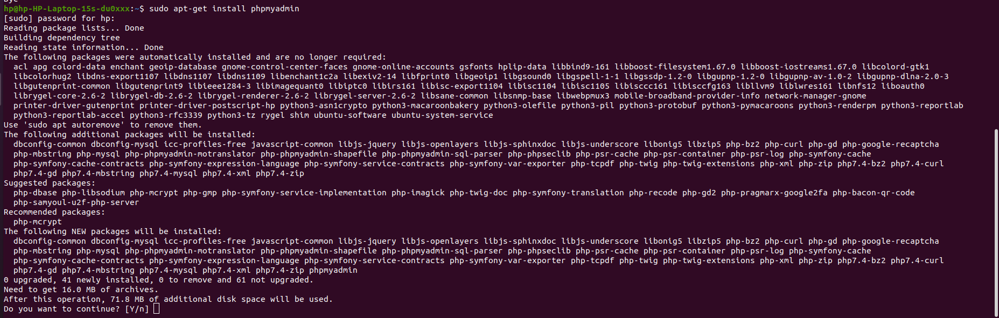 hp@hp-HP-Laptop-15s-du0xxx:~$ sudo apt-get install phpmyadmin
[sudo] password for hp:
Reading package lists... Done
Building dependency tree
Reading state information... Done
The following packages were automatically installed and are no longer required:
  acl apg colord-data enchant geoip-database gnome-control-center-faces gnome-online-accounts gsfonts hplip-data libbind9-161 libboost-filesystem1.67.0 libboost-iostreams1.67.0 libcolord-gtk1
  libcolorhug2 libdns-export1107 libdns1107 libdns1109 libenchant1c2a libexiv2-14 libfprint0 libgeoip1 libgsound0 libgspell-1-1 libgssdp-1.2-0 libgupnp-1.2-0 libgupnp-av-1.0-2 libgupnp-dlna-2.0-3
  libgutenprint-common libgutenprint9 libieee1284-3 libimagequant0 libiptc0 libirs161 libisc-export1104 libisc1104 libisc1105 libisccc161 libisccfg163 libllvm9 liblwres161 libnfs12 liboauth0
  librygel-core-2.6-2 librygel-db-2.6-2 librygel-renderer-2.6-2 librygel-server-2.6-2 libsane-common libsnmp-base libwebpmux3 mobile-broadband-provider-info network-manager-gnome
  printer-driver-gutenprint printer-driver-postscript-hp python3-asn1crypto python3-macaroonbakery python3-olefile python3-pil python3-protobuf python3-pymacaroons python3-renderpm python3-reportlab
  python3-reportlab-accel python3-rfc3339 python3-tz rygel shim ubuntu-software ubuntu-system-service
Use 'sudo apt autoremove' to remove them.
The following additional packages will be installed:
  dbconfig-common dbconfig-mysql icc-profiles-free javascript-common libjs-jquery libjs-openlayers libjs-sphinxdoc libjs-underscore libonig5 libzip5 php-bz2 php-curl php-gd php-google-recaptcha
  php-mbstring php-mysql php-phpmyadmin-motranslator php-phpmyadmin-shapefile php-phpmyadmin-sql-parser php-phpseclib php-psr-cache php-psr-container php-psr-log php-symfony-cache
  php-symfony-cache-contracts php-symfony-expression-language php-symfony-service-contracts php-symfony-var-exporter php-tcpdf php-twig php-twig-extensions php-xml php-zip php7.4-bz2 php7.4-curl
  php7.4-gd php7.4-mbstring php7.4-mysql php7.4-xml php7.4-zip
Suggested packages:
  php-dbase php-libsodium php-mcrypt php-gmp php-symfony-service-implementation php-imagick php-twig-doc php-symfony-translation php-recode php-gd2 php-pragmarx-google2fa php-bacon-qr-code
  php-samyoul-u2f-php-server
Recommended packages:
  php-mcrypt
The following NEW packages will be installed:
  dbconfig-common dbconfig-mysql icc-profiles-free javascript-common libjs-jquery libjs-openlayers libjs-sphinxdoc libjs-underscore libonig5 libzip5 php-bz2 php-curl php-gd php-google-recaptcha
  php-mbstring php-mysql php-phpmyadmin-motranslator php-phpmyadmin-shapefile php-phpmyadmin-sql-parser php-phpseclib php-psr-cache php-psr-container php-psr-log php-symfony-cache
  php-symfony-cache-contracts php-symfony-expression-language php-symfony-service-contracts php-symfony-var-exporter php-tcpdf php-twig php-twig-extensions php-xml php-zip php7.4-bz2 php7.4-curl
  php7.4-gd php7.4-mbstring php7.4-mysql php7.4-xml php7.4-zip phpmyadmin
0 upgraded, 41 newly installed, 0 to remove and 61 not upgraded.
Need to get 16.0 MB of archives.
After this operation, 71.8 MB of additional disk space will be used.
Do you want to continue? [Y/n]